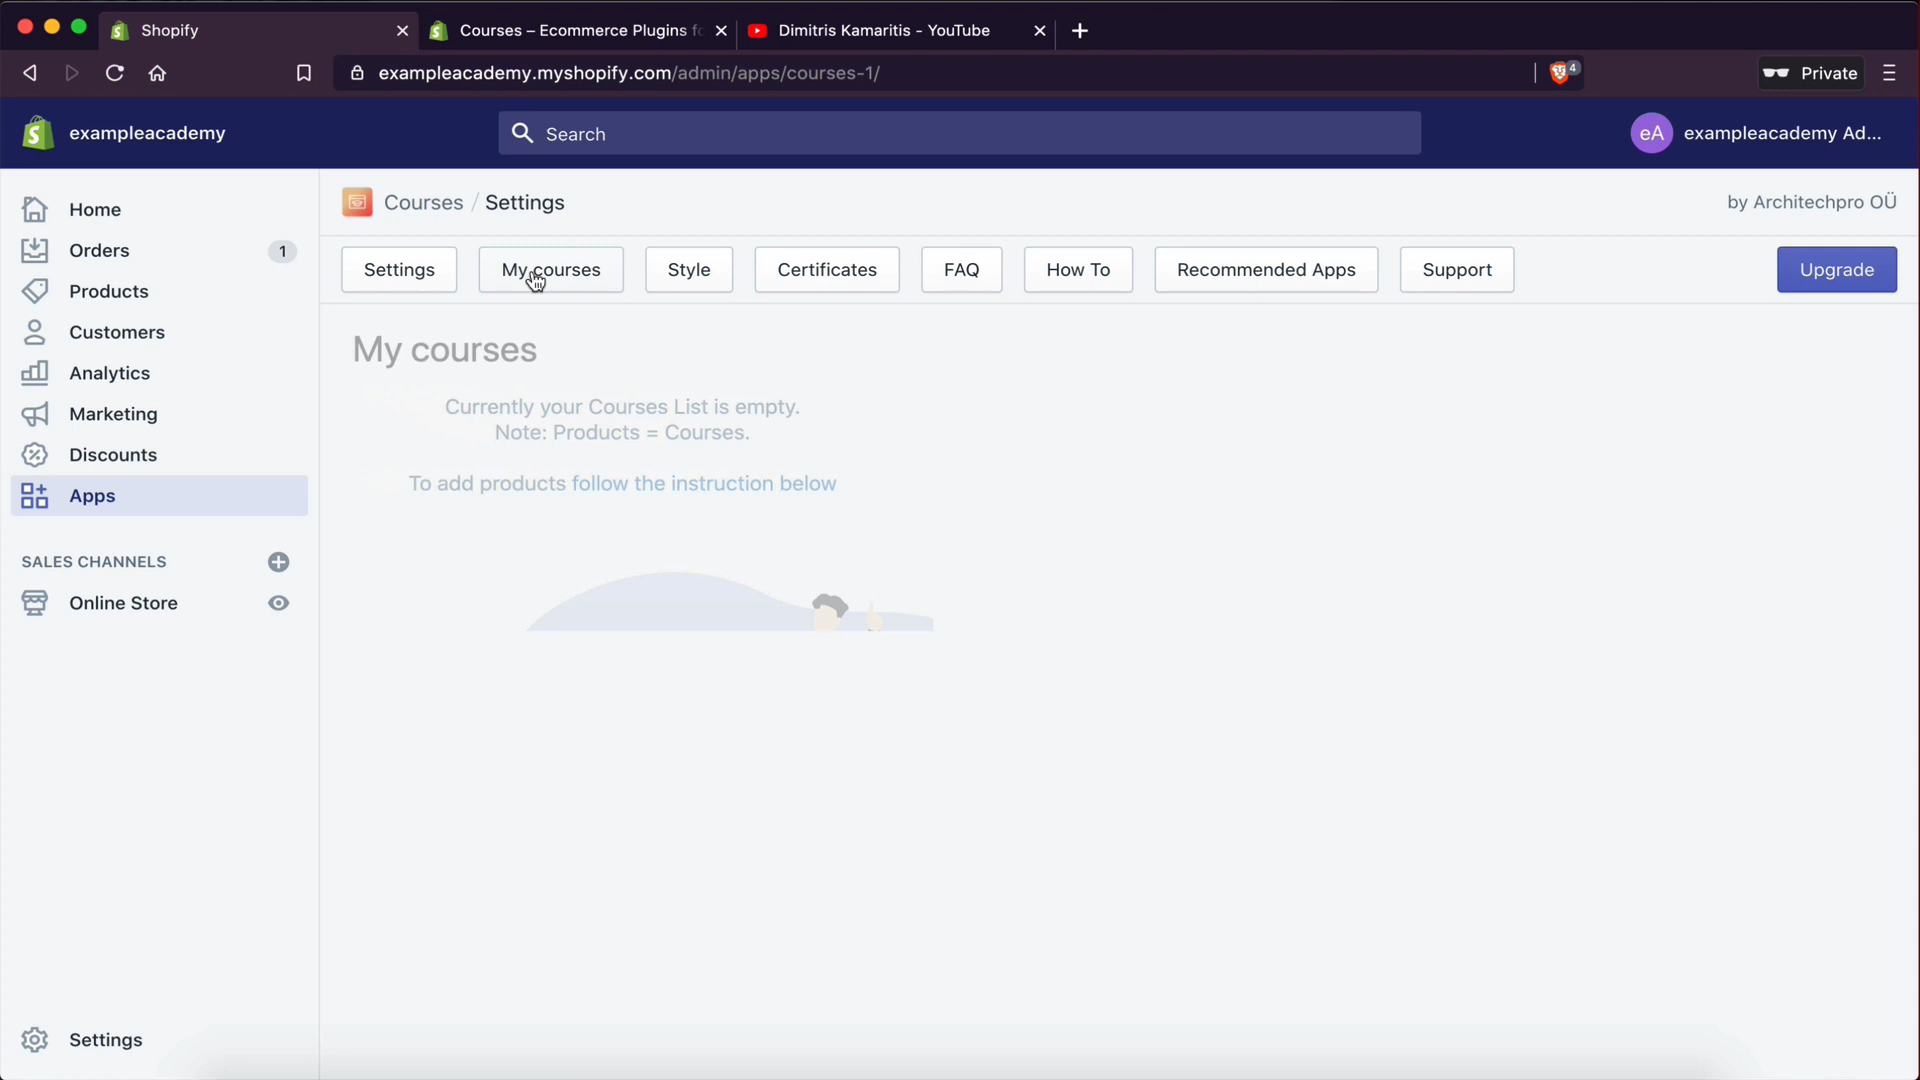 Shopify
Courses – Ecommerce Plugins fo
Dimitris Kamaritis - YouTube
exampleacademy.myshopify.com/admin/apps/courses-1/
4
Private
exampleacademy
Search
eA
exampleacademy Ad...
Home
Orders
1
Products
Customers
Analytics
Marketing
Discounts
Apps
SALES CHANNELS
Online Store
Settings
Courses / Settings
by Architechpro OÜ
Settings
My courses
Style
Certificates
FAQ
How To
Recommended Apps
Support
Upgrade
My courses
Currently your Courses List is empty.
Note: Products = Courses.
To add products follow the instruction below